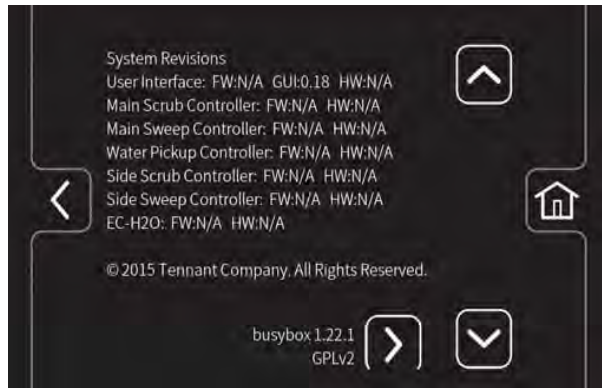 System Revisions
User Interface: FW:N/A GUI:0.18 HW:N/A
Main Scrub Controller: FW:N/A HW:N/A
Main Sweep Controller: FW:N/A HW:N/A
Water Pickup Controller: FW:N/A HW:N/A
Side Scrub Controller: FW:N/A HW:N/A
Side Sweep Controller: FW:N/A HW:N/A
EC-H2O: FW:N/A HW:N/A
© 2015 Tennant Company. All Rights Reserved.
busybox 1.22.1
GPLv2